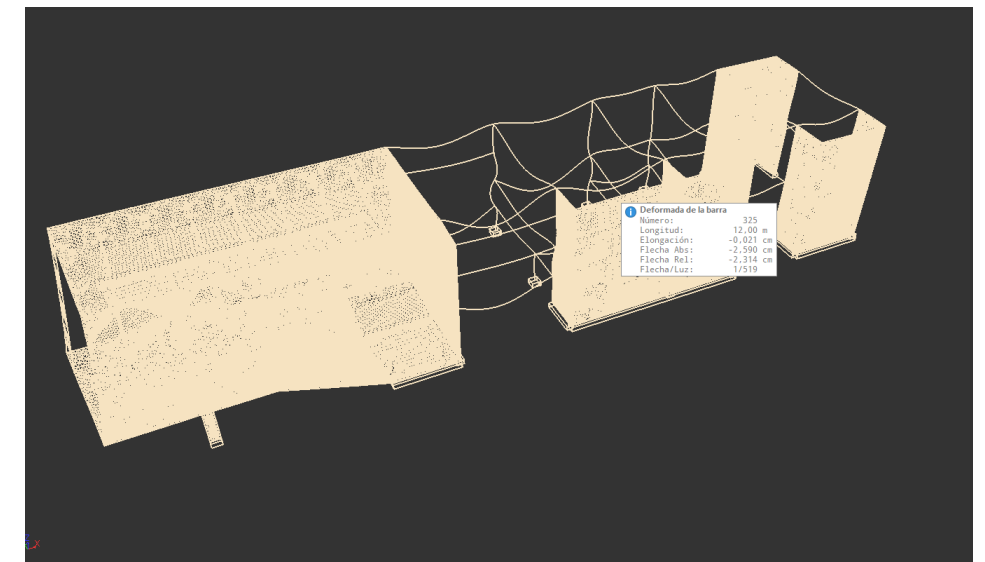 Deformada de la barra
Número: 325
Longitud: 12,00 m
Elongación: -0,021 cm
Flecha Abs: -2,590 cm
Flecha Rel: -2,314 cm
Flecha/Luz: 1/519
X